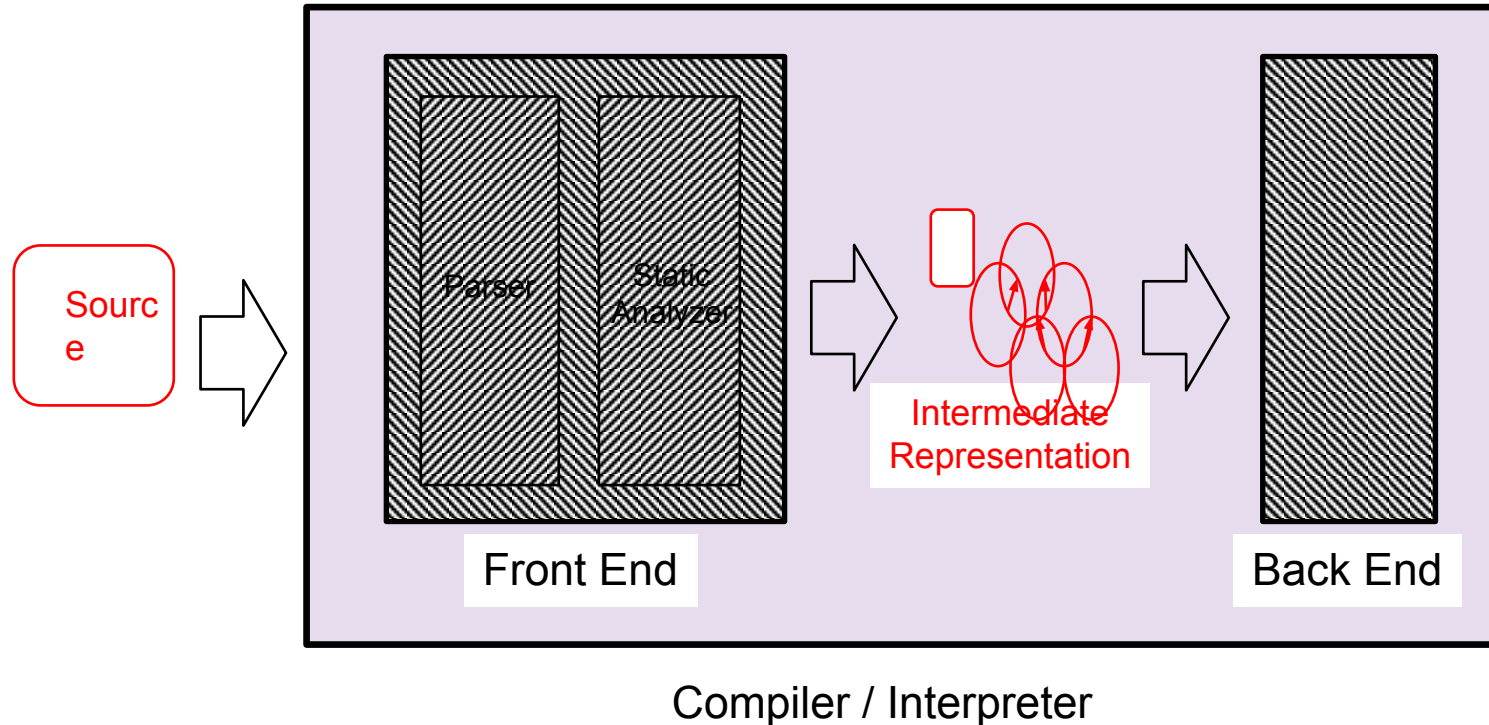 Sourc
e
Parser
Static
Analyzer
Intermediate
Representation
Front End
Back End
Compiler / Interpreter